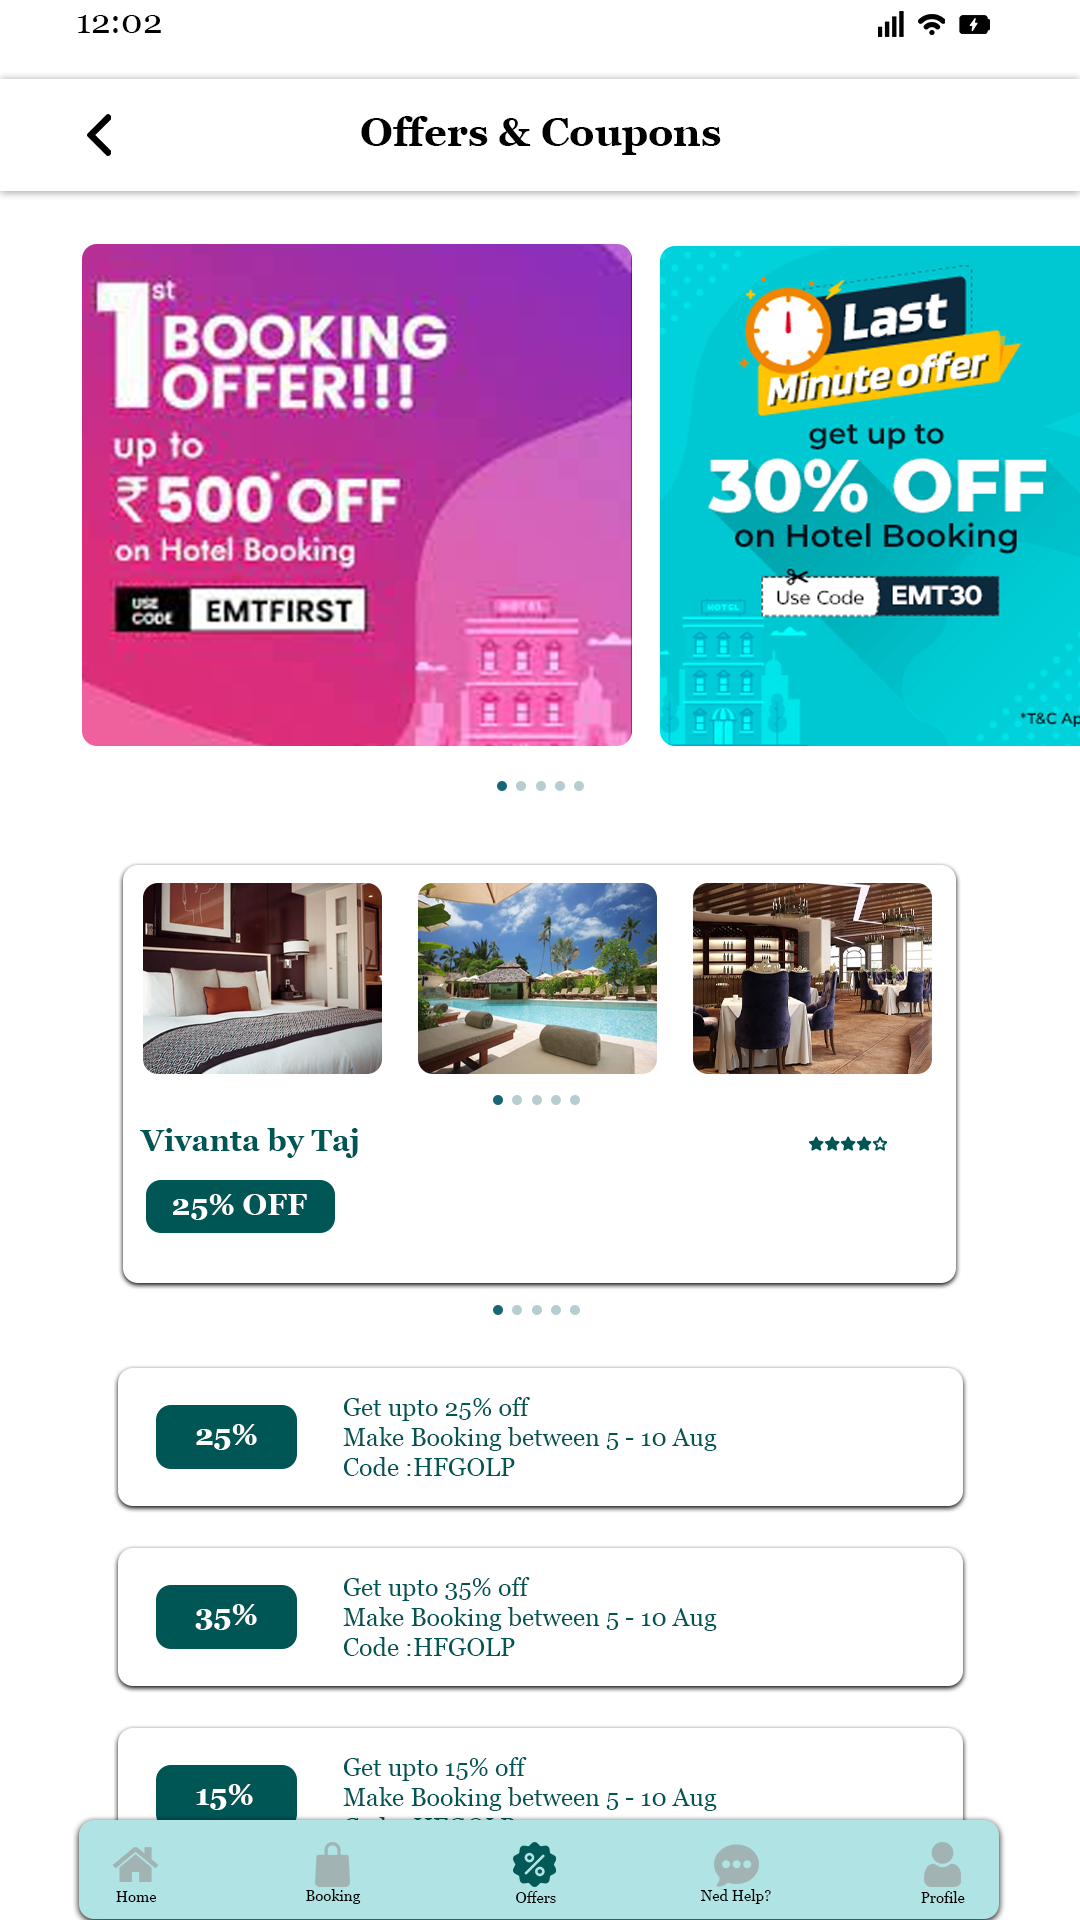 12:02
Offers & Coupons
1st
BOOKING
OFFER!!!
up to
₹500* OFF
on Hotel Booking
USE CODE EMTFIRST
Last
Minute offer
get up to
30% OFF
on Hotel Booking
Use Code EMT30
HOTEL
HOTEL
*T&C Ap
Vivanta by Taj
25% OFF
25%
Get upto 25% off
Make Booking between 5 - 10 Aug
Code :HFGOLP
35%
Get upto 35% off
Make Booking between 5 - 10 Aug
Code :HFGOLP
15%
Get upto 15% off
Make Booking between 5 - 10 Aug
Code :HFGOLP
Home
Booking
Offers
Ned Help?
Profile